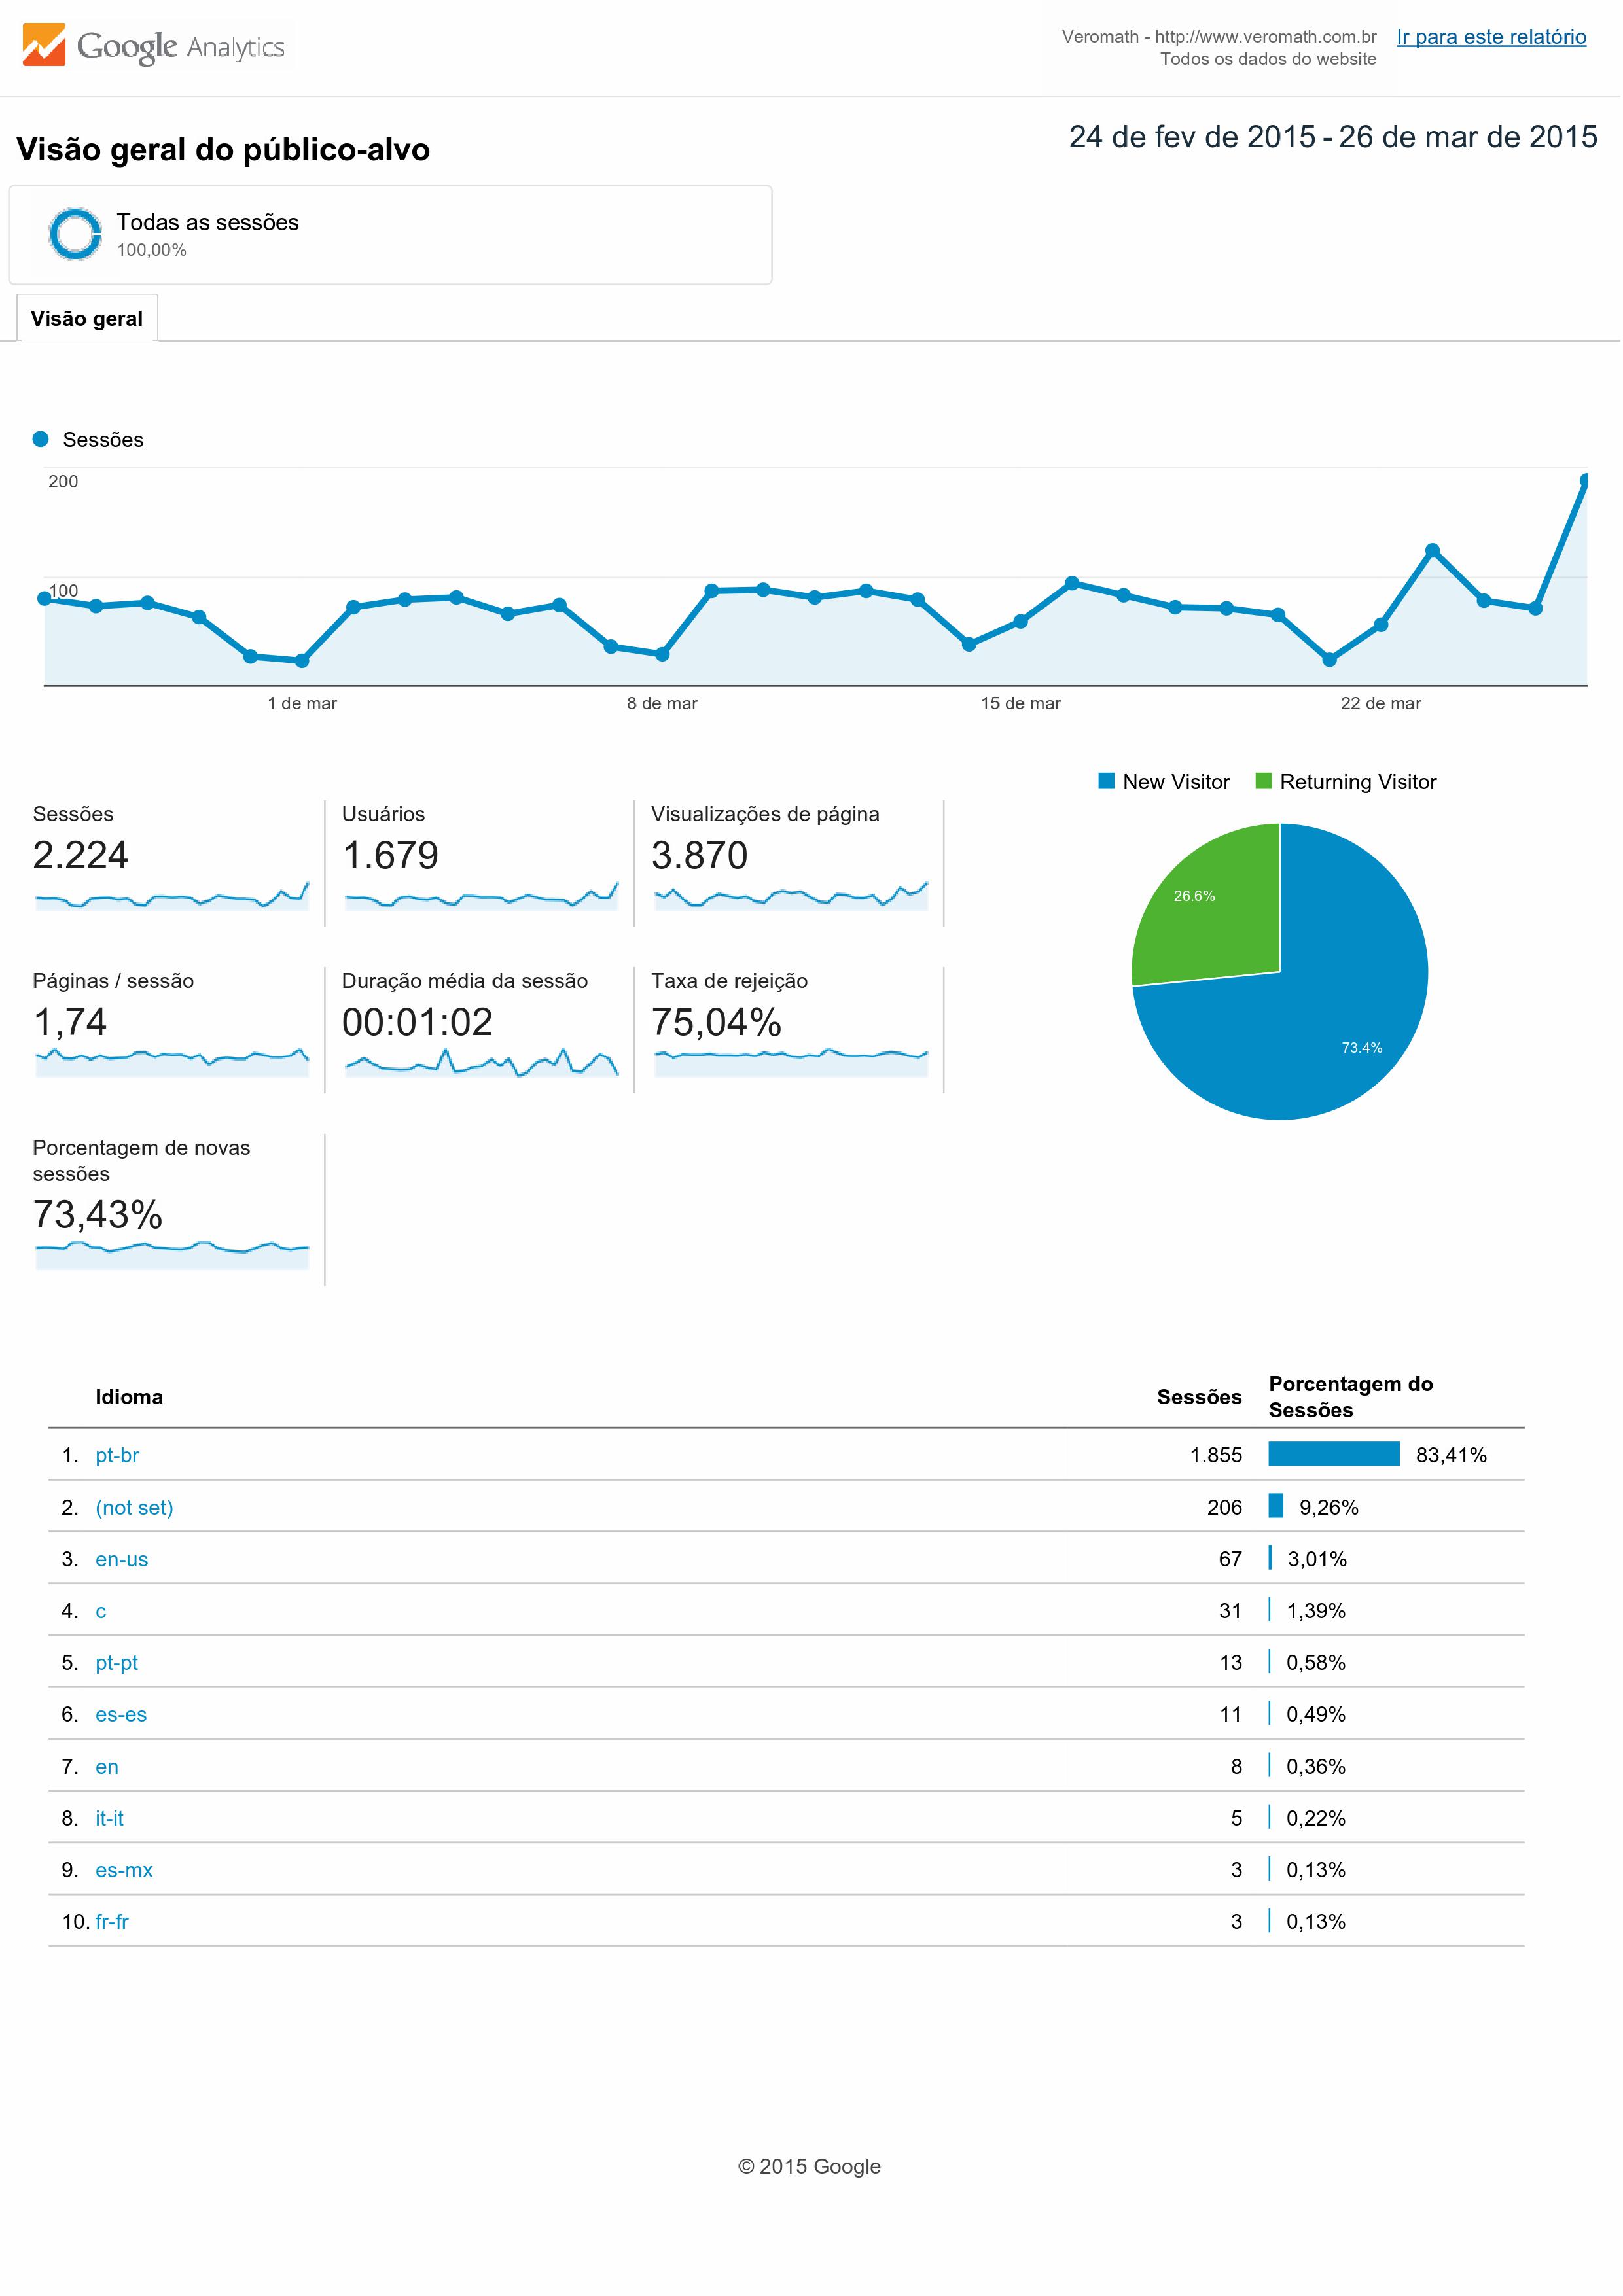 Google Analytics
Veromath - http://www.veromath.com.br
Todos os dados do website
Ir para este relatório
Visão geral do público-alvo
24 de fev de 2015 - 26 de mar de 2015
Todas as sessões
100,00%
Visão geral
Sessões
200
100
1 de mar
8 de mar
15 de mar
22 de mar
New Visitor
Returning Visitor
26.6%
73.4%
Sessões
2.224
Usuários
1.679
Visualizações de página
3.870
Páginas / sessão
1,74
Duração média da sessão
00:01:02
Taxa de rejeição
75,04%
Porcentagem de novas
sessões
73,43%
Idioma Sessões Porcentagem do
Sessões
1. pt-br 1.855 83,41%
2. (not set) 206 9,26%
3. en-us 67 3,01%
4. c 31 1,39%
5. pt-pt 13 0,58%
6. es-es 11 0,49%
7. en 8 0,36%
8. it-it 5 0,22%
9. es-mx 3 0,13%
10. fr-fr 3 0,13%
© 2015 Google